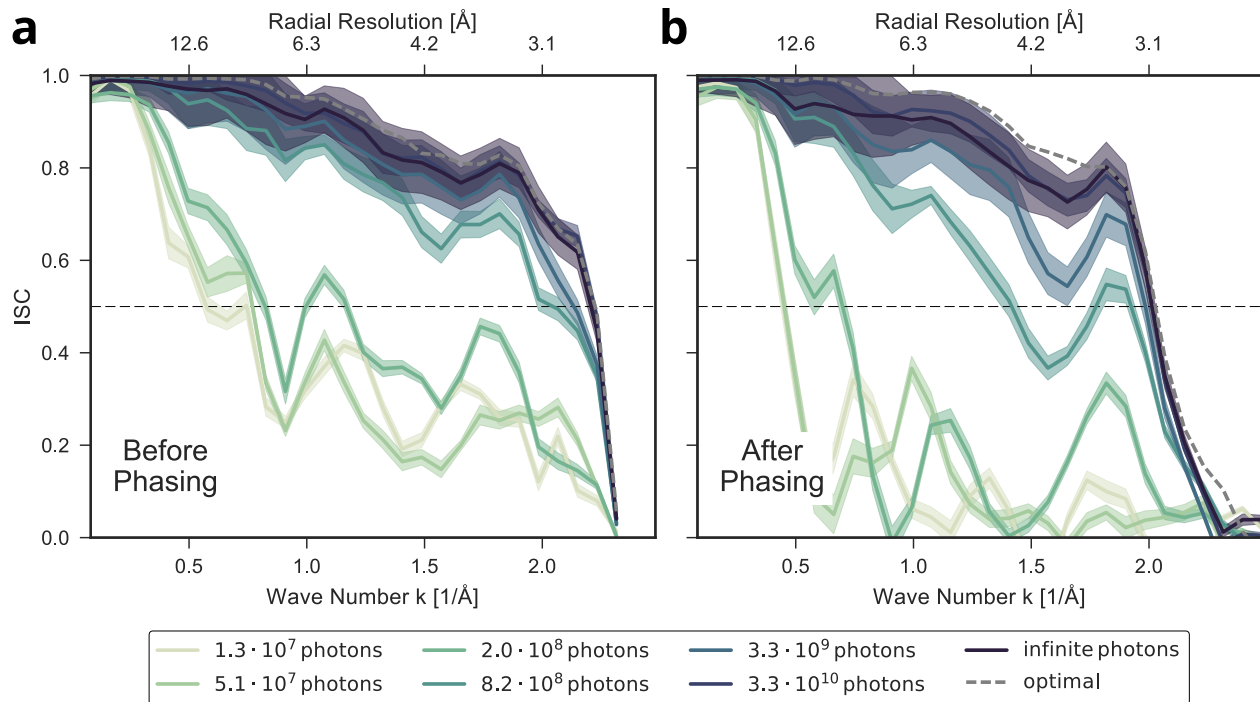 a
Radial Resolution [Å]
12.6 6.3 4.2 3.1
1.0
0.8
0.6
0.4
0.2
0.0
ISC
Before
Phasing
0.5 1.0 1.5 2.0
Wave Number k [1/Å]
b
Radial Resolution [Å]
12.6 6.3 4.2 3.1
After
Phasing
0.5 1.0 1.5 2.0
Wave Number k [1/Å]
1.3 · 10⁷ photons 2.0 · 10⁸ photons 3.3 · 10⁹ photons infinite photons
5.1 · 10⁷ photons 8.2 · 10⁸ photons 3.3 · 10¹⁰ photons optimal